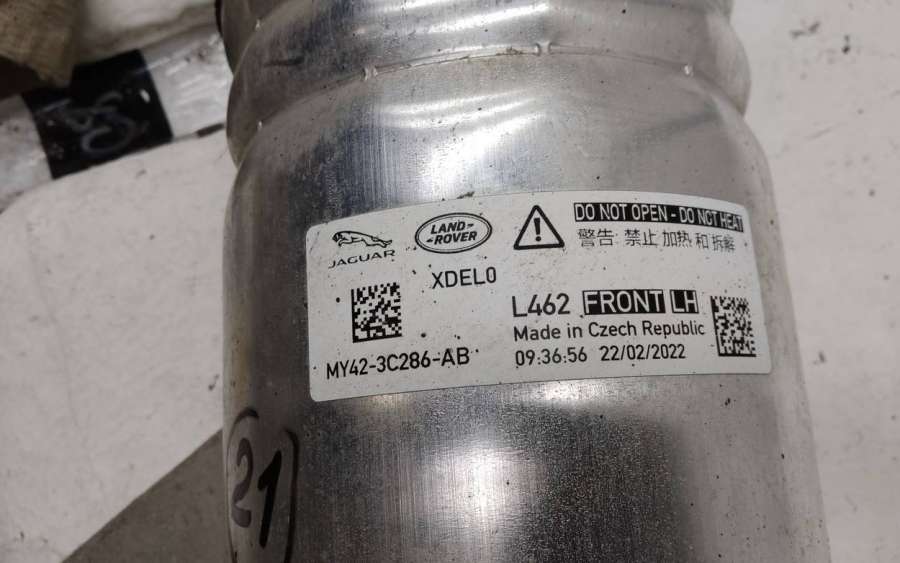 JAGUAR
LAND-
-ROVER
DO NOT OPEN - DO NOT HEAT
警告 禁止 加热 和 拆解
XDEL0
L462 FRONT LH
Made in Czech Republic
MY42-3C286-AB
09:36:56 22/02/2022
21